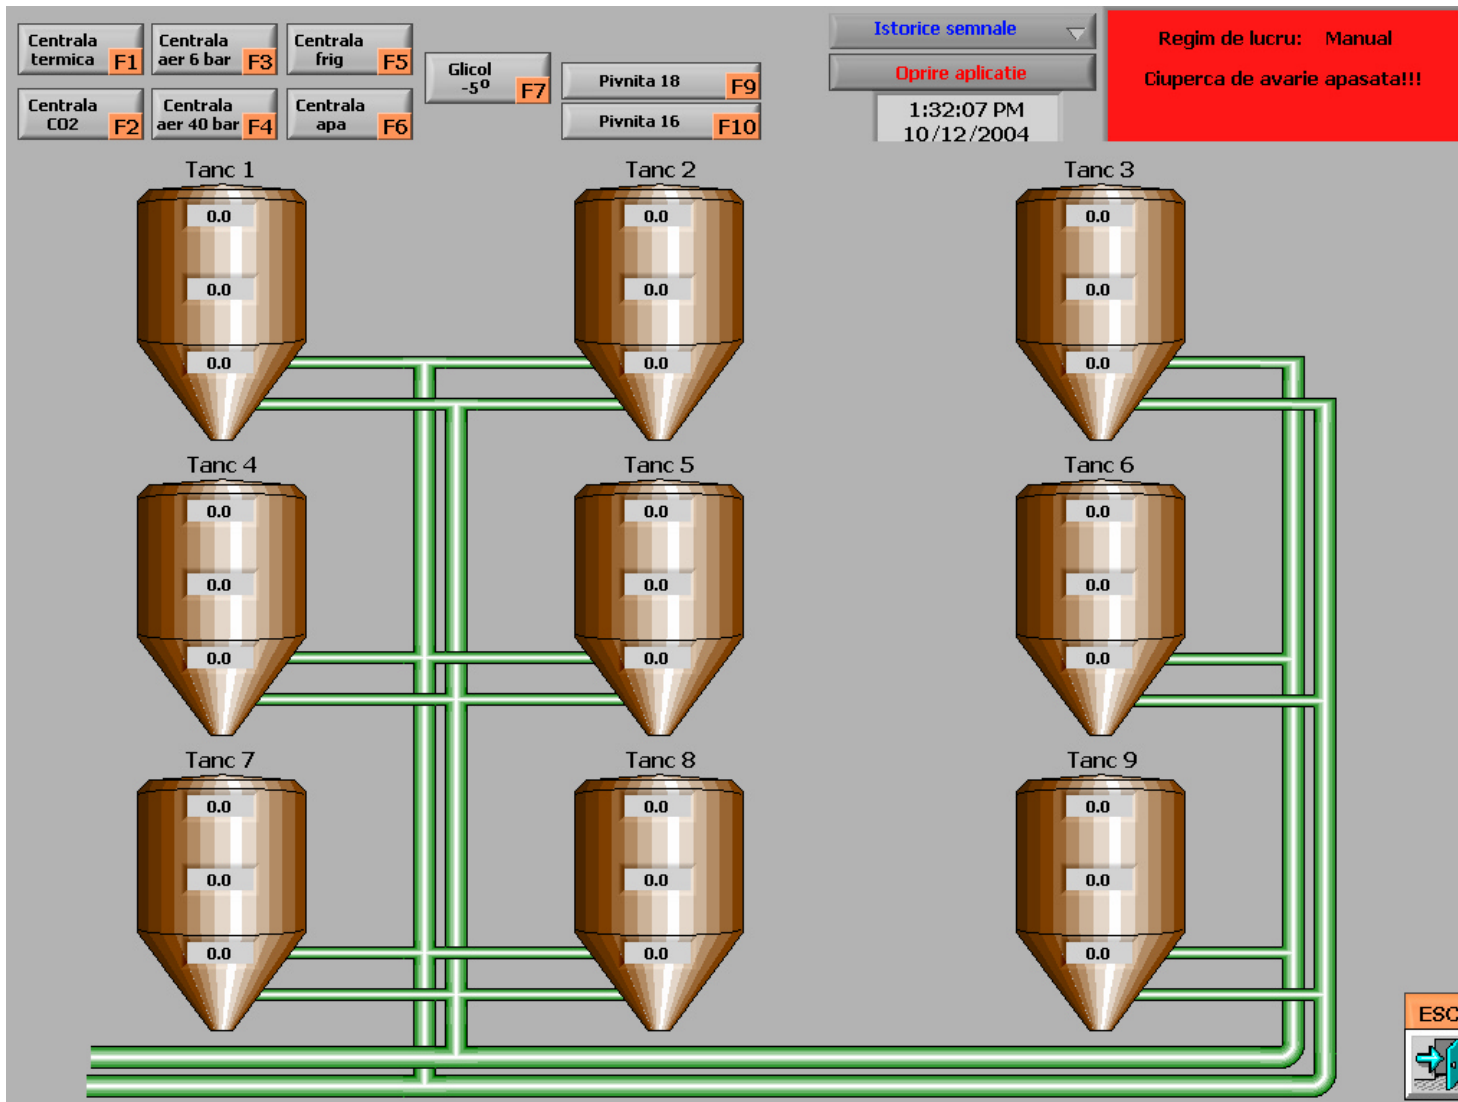 Centrala
termica F1
Centrala
aer 6 bar F3
Centrala
frig F5
Glicol
-5º F7
Pivnita 18 F9
Istorice semnale
Oprire aplicatie
Regim de lucru: Manual
Ciuperca de avarie apasata!!!
Centrala
CO2 F2
Centrala
aer 40 bar F4
Centrala
apa F6
Pivnita 16 F10
1:32:07 PM
10/12/2004
Tanc 1
0.0
0.0
0.0
Tanc 2
0.0
0.0
0.0
Tanc 3
0.0
0.0
0.0
Tanc 4
0.0
0.0
0.0
Tanc 5
0.0
0.0
0.0
Tanc 6
0.0
0.0
0.0
Tanc 7
0.0
0.0
0.0
Tanc 8
0.0
0.0
0.0
Tanc 9
0.0
0.0
0.0
ESC